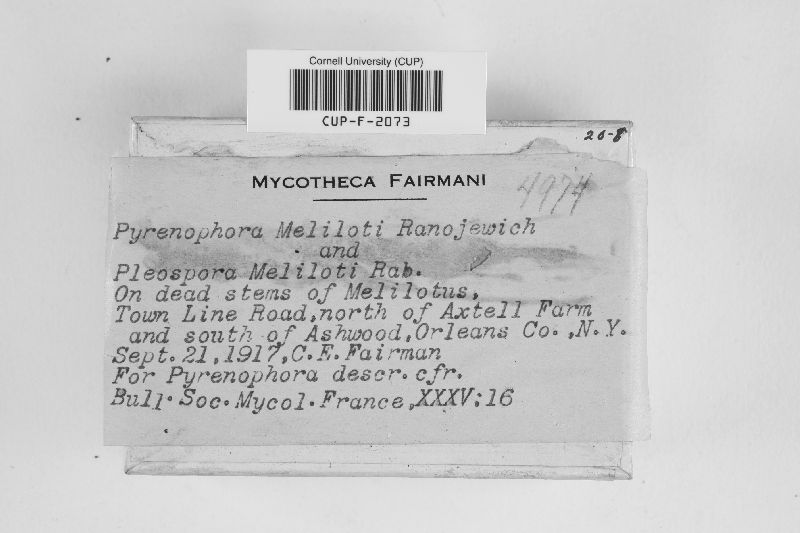 Cornell University (CUP)
CUP-F-2073
20-8
MYCOTHECA FAIRMANI
4974
Pyrenophora Meliloti Ranojewich
and
Pleospora Meliloti Rab.
On dead stems of Melilotus,
Town Line Road,north of Axtell Farm
and south of Ashwood,Orleans Co.,N.Y.
Sept.21,1917,C.E.Fairman
For Pyrenophora descr.cfr.
Bull.Soc.Mycol.France,XXXV:16